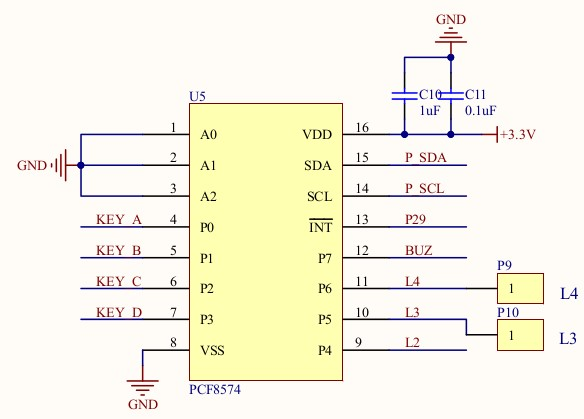 GND
C10
C11
1uF
0.1uF
U5
1
A0
VDD
16
+3.3V
GND
2
A1
SDA
15
P_SDA
3
A2
SCL
14
P_SCL
KEY_A
4
P0
INT
13
P29
KEY_B
5
P1
P7
12
BUZ
KEY_C
6
P2
P6
11
L4
P9
1
L4
KEY_D
7
P3
P5
10
L3
P10
1
L3
8
VSS
P4
9
L2
PCF8574
GND